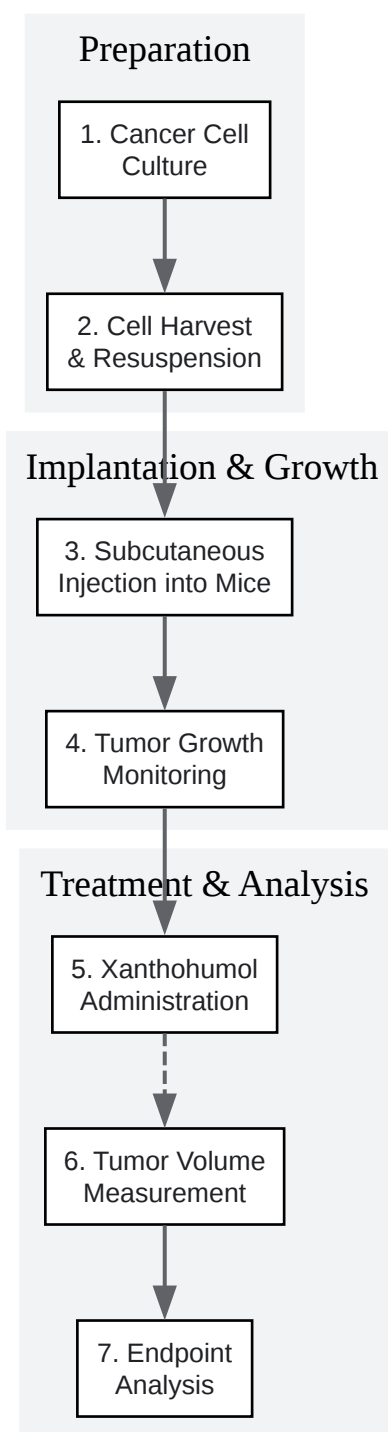 Preparation
1. Cancer Cell
Culture
2. Cell Harvest
& Resuspension
Implantation & Growth
3. Subcutaneous
Injection into Mice
4. Tumor Growth
Monitoring
Treatment & Analysis
5. Xanthohumol
Administration
6. Tumor Volume
Measurement
7. Endpoint
Analysis